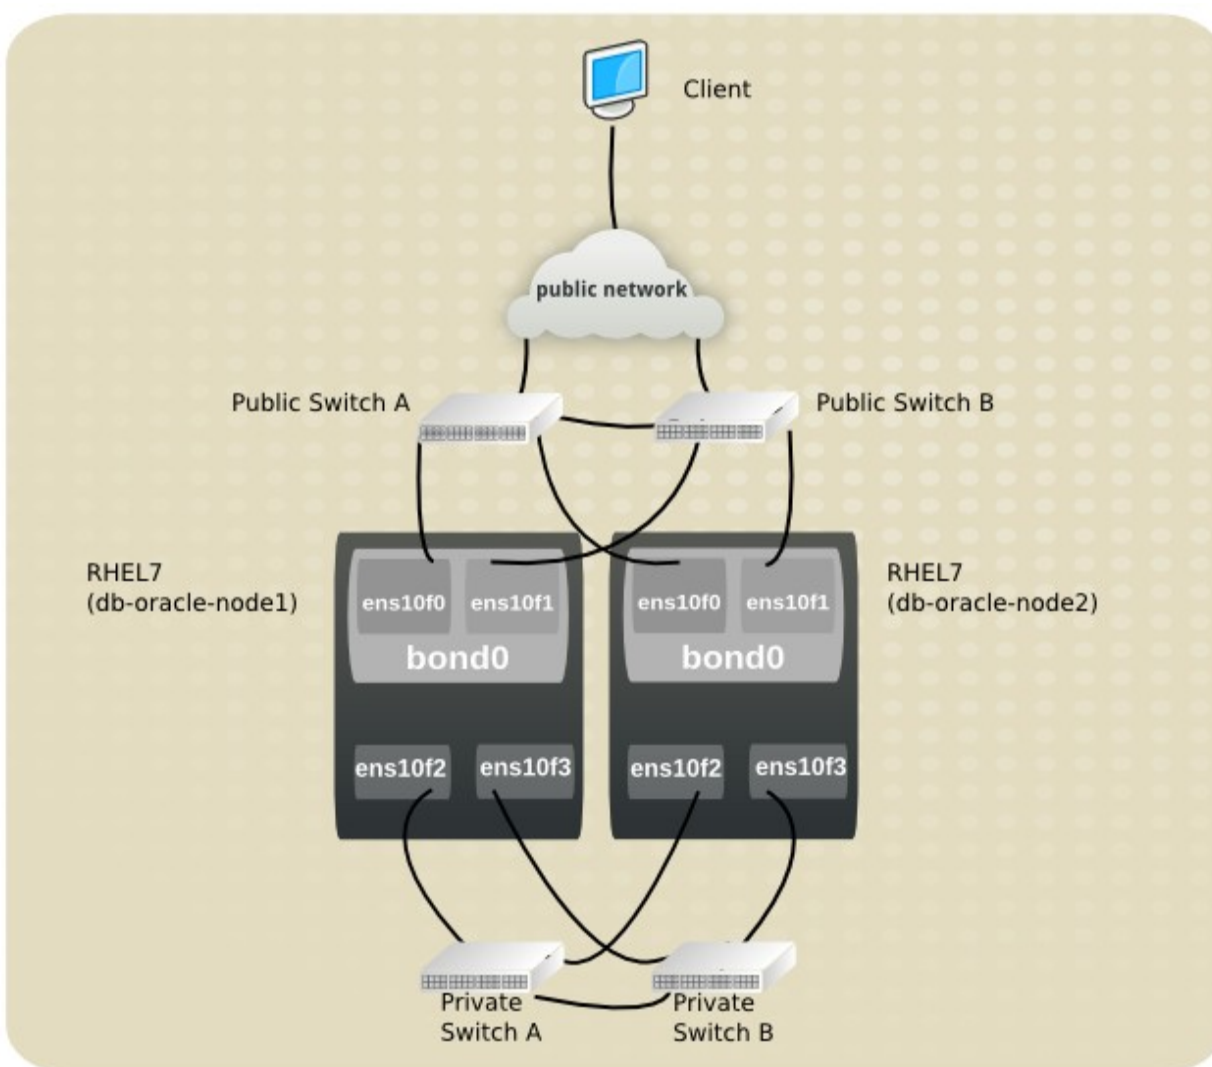 Client
public network
Public Switch A
Public Switch B
RHEL7
(db-oracle-node1)
ens10f0
ens10f1
bond0
ens10f2
ens10f3
ens10f0
ens10f1
bond0
ens10f2
ens10f3
RHEL7
(db-oracle-node2)
Private
Switch A
Private
Switch B